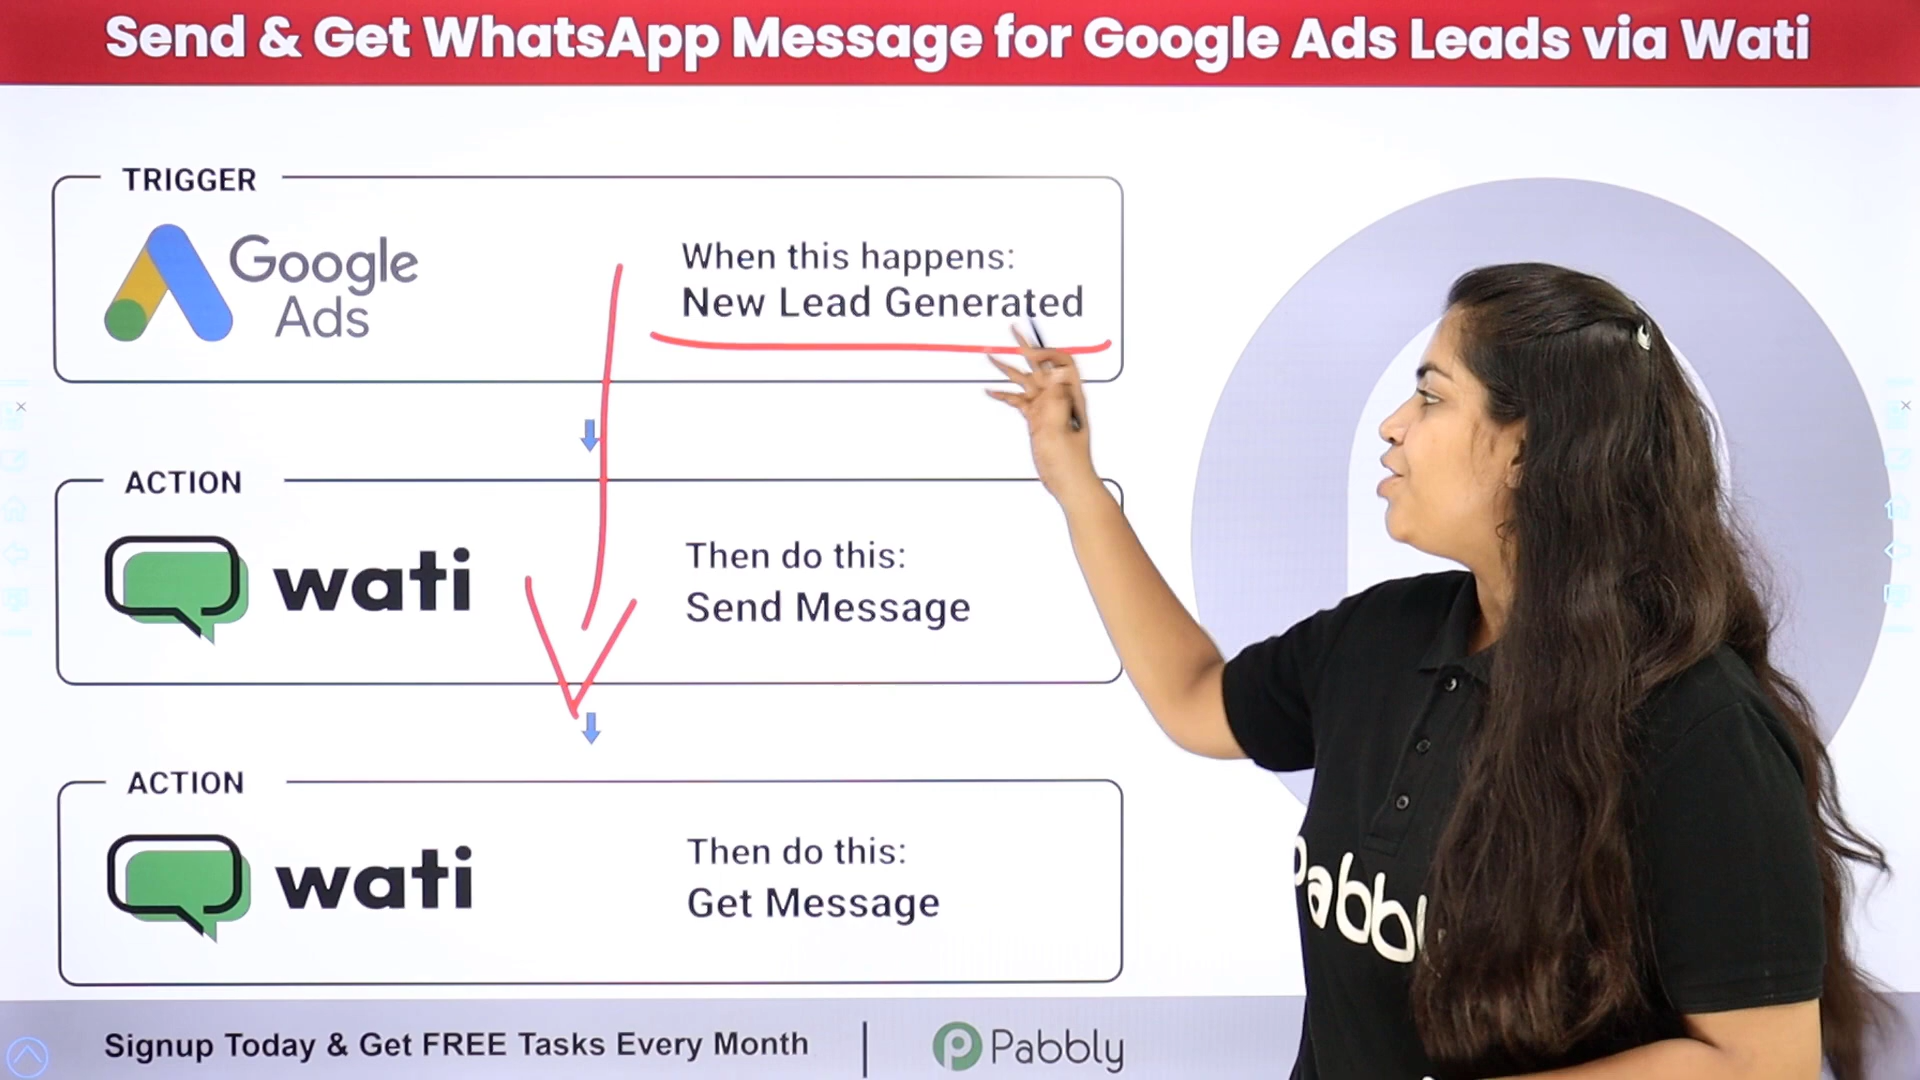 Send & Get WhatsApp Message for Google Ads Leads via Wati
TRIGGER
Google
Ads
When this happens:
New Lead Generated
ACTION
wati
Then do this:
Send Message
ACTION
wati
Then do this:
Get Message
Pabbl
Signup Today & Get FREE Tasks Every Month
Pabbly